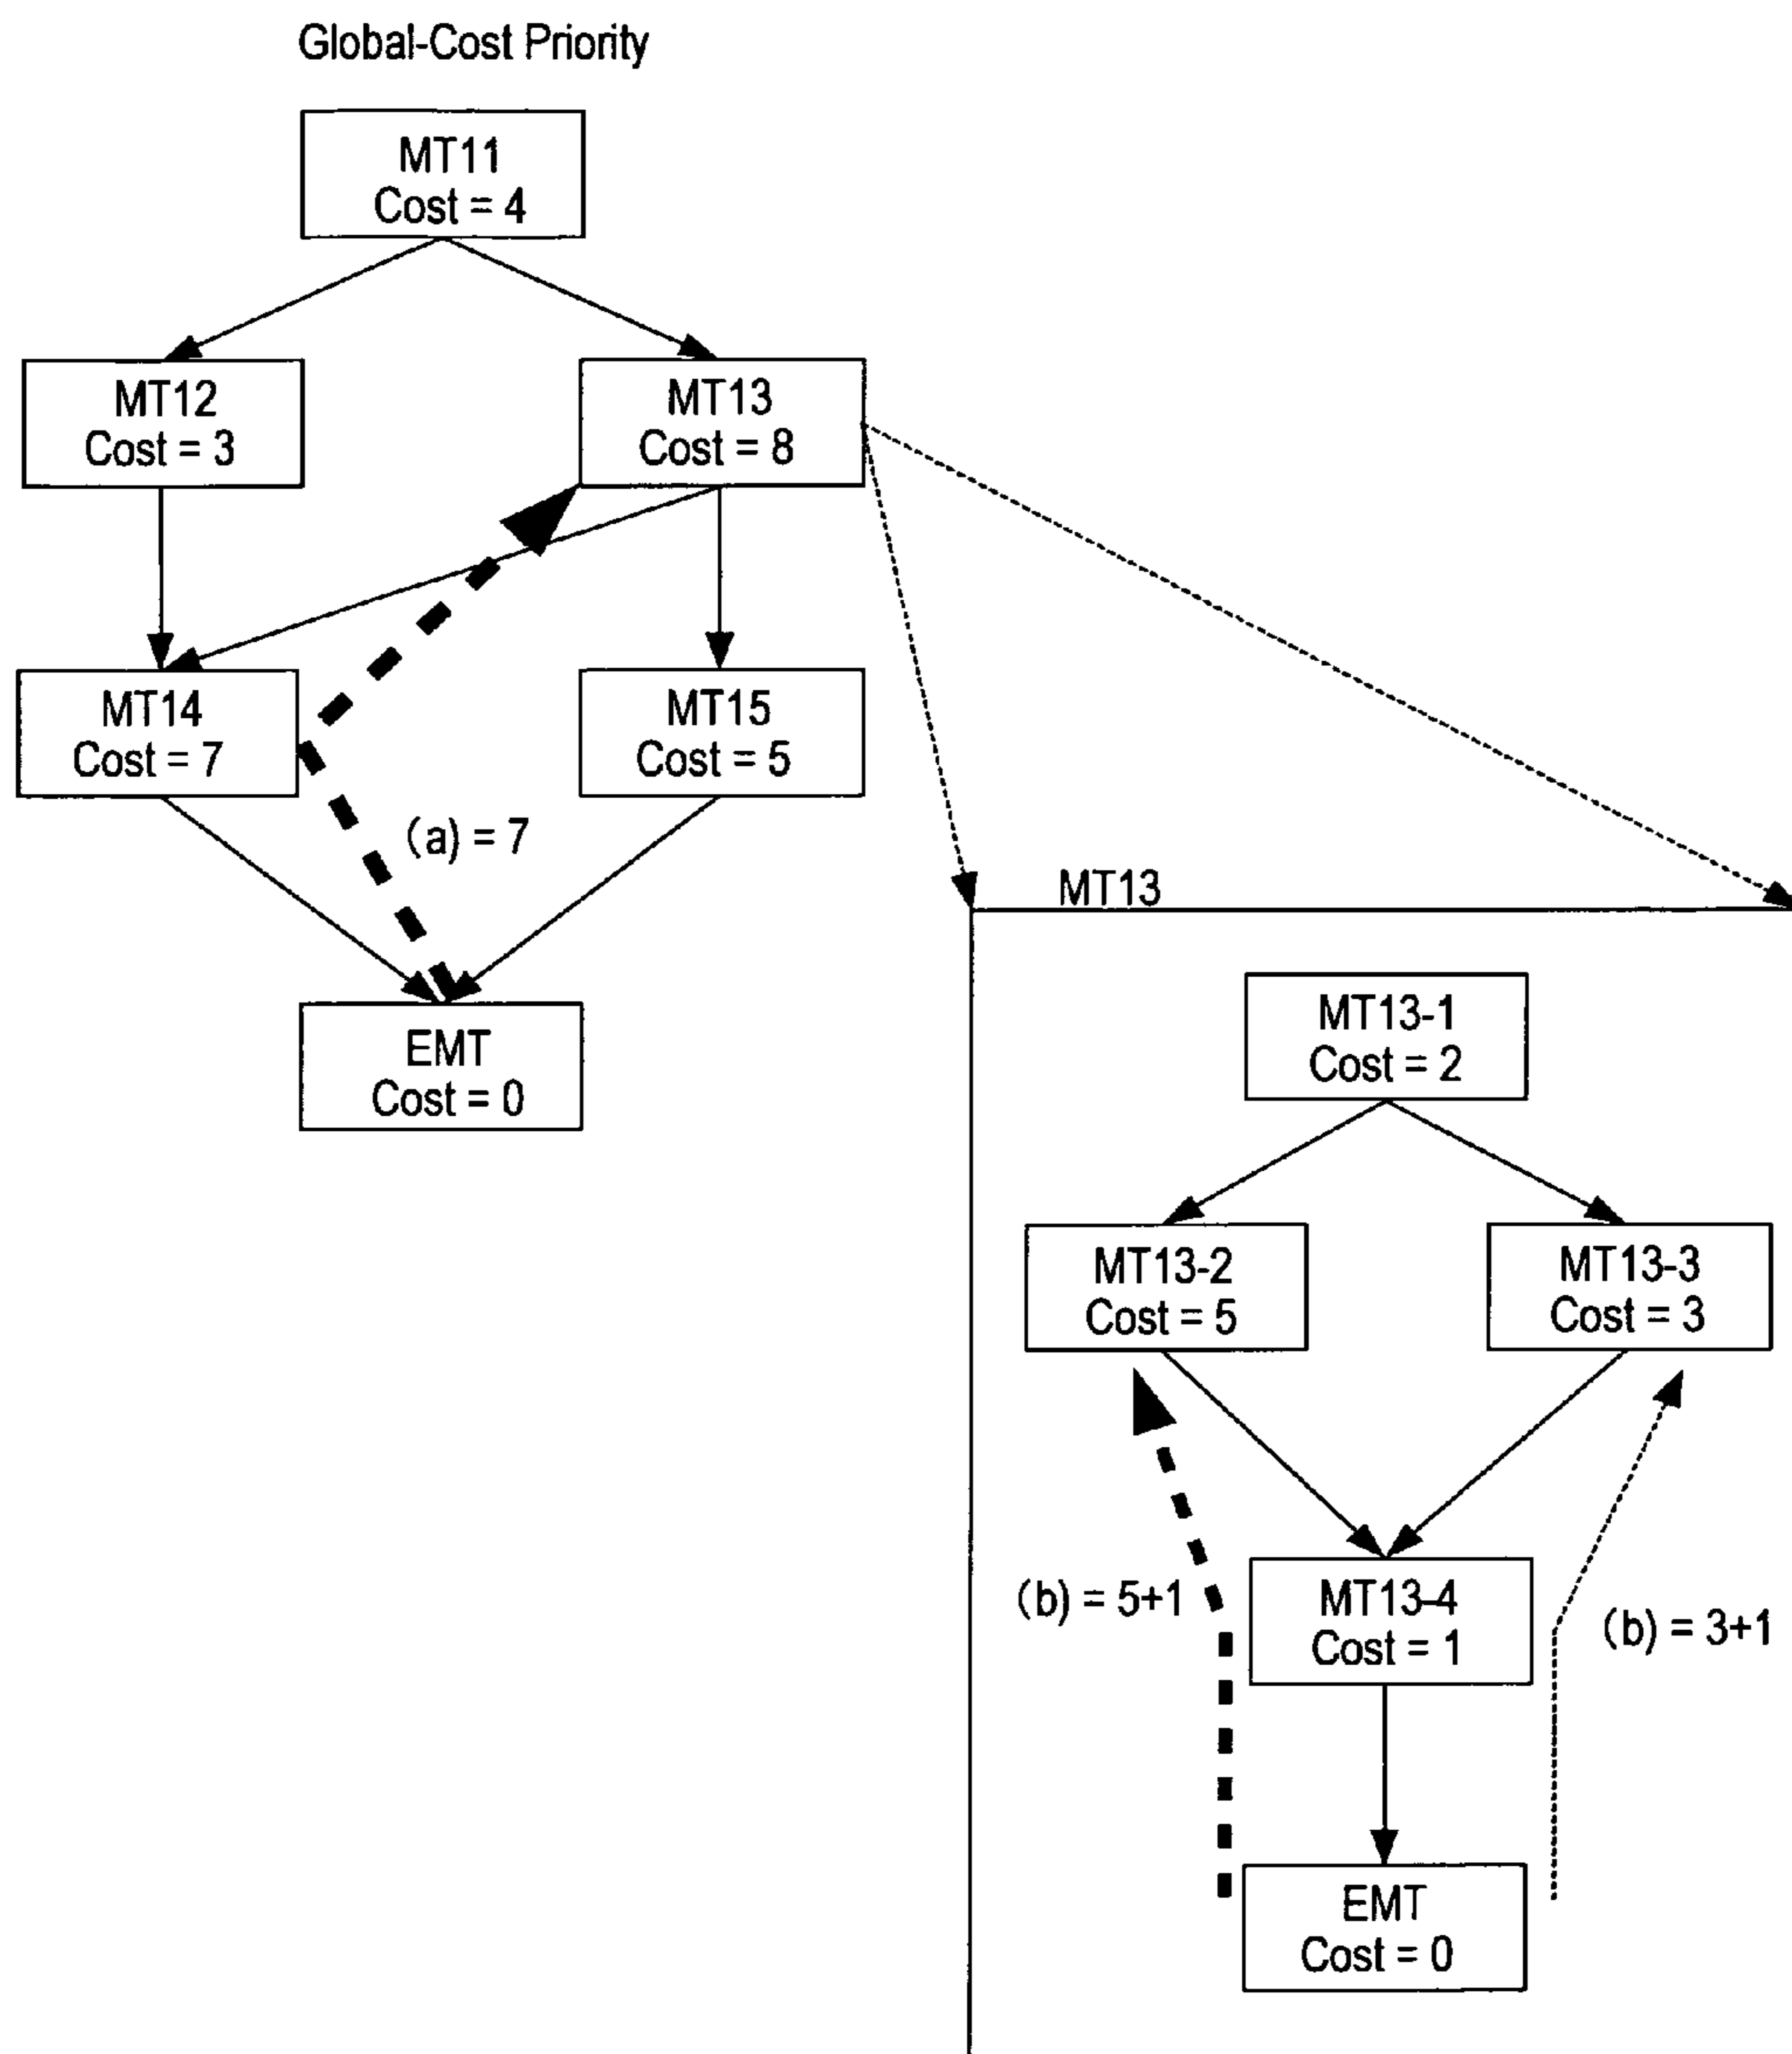 Global-Cost Priority
MT11
Cost = 4
MT12
Cost = 3
MT13
Cost = 8
MT14
Cost = 7
MT15
Cost = 5
(a) = 7
EMT
Cost = 0
MT13
MT13-1
Cost = 2
MT13-2
Cost = 5
MT13-3
Cost = 3
(b) = 5+1
MT13-4
Cost = 1
(b) = 3+1
EMT
Cost = 0